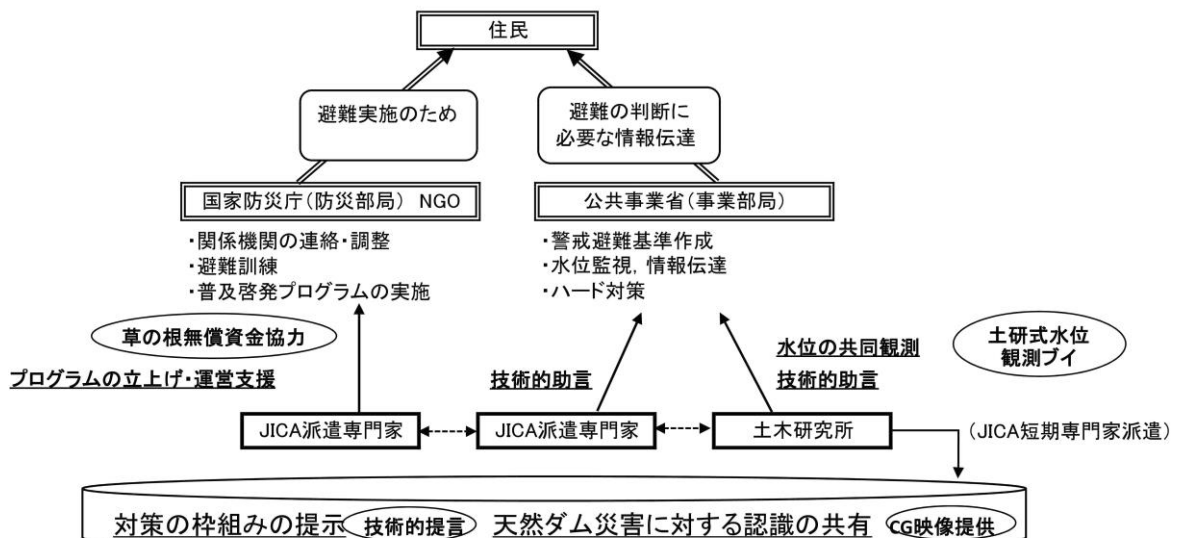 住民
避難実施のため
避難の判断に
必要な情報伝達
国家防災庁(防災部局) NGO
公共事業省(事業部局)
・関係機関の連絡・調整
・避難訓練
・普及啓発プログラムの実施
・警戒避難基準作成
・水位監視, 情報伝達
・ハード対策
草の根無償資金協力
プログラムの立上げ・運営支援
技術的助言
水位の共同観測
技術的助言
土研式水位
観測ブイ
JICA派遣専門家
JICA派遣専門家
土木研究所
(JICA短期専門家派遣)
対策の枠組みの提示
技術的提言
天然ダム災害に対する認識の共有
CG映像提供